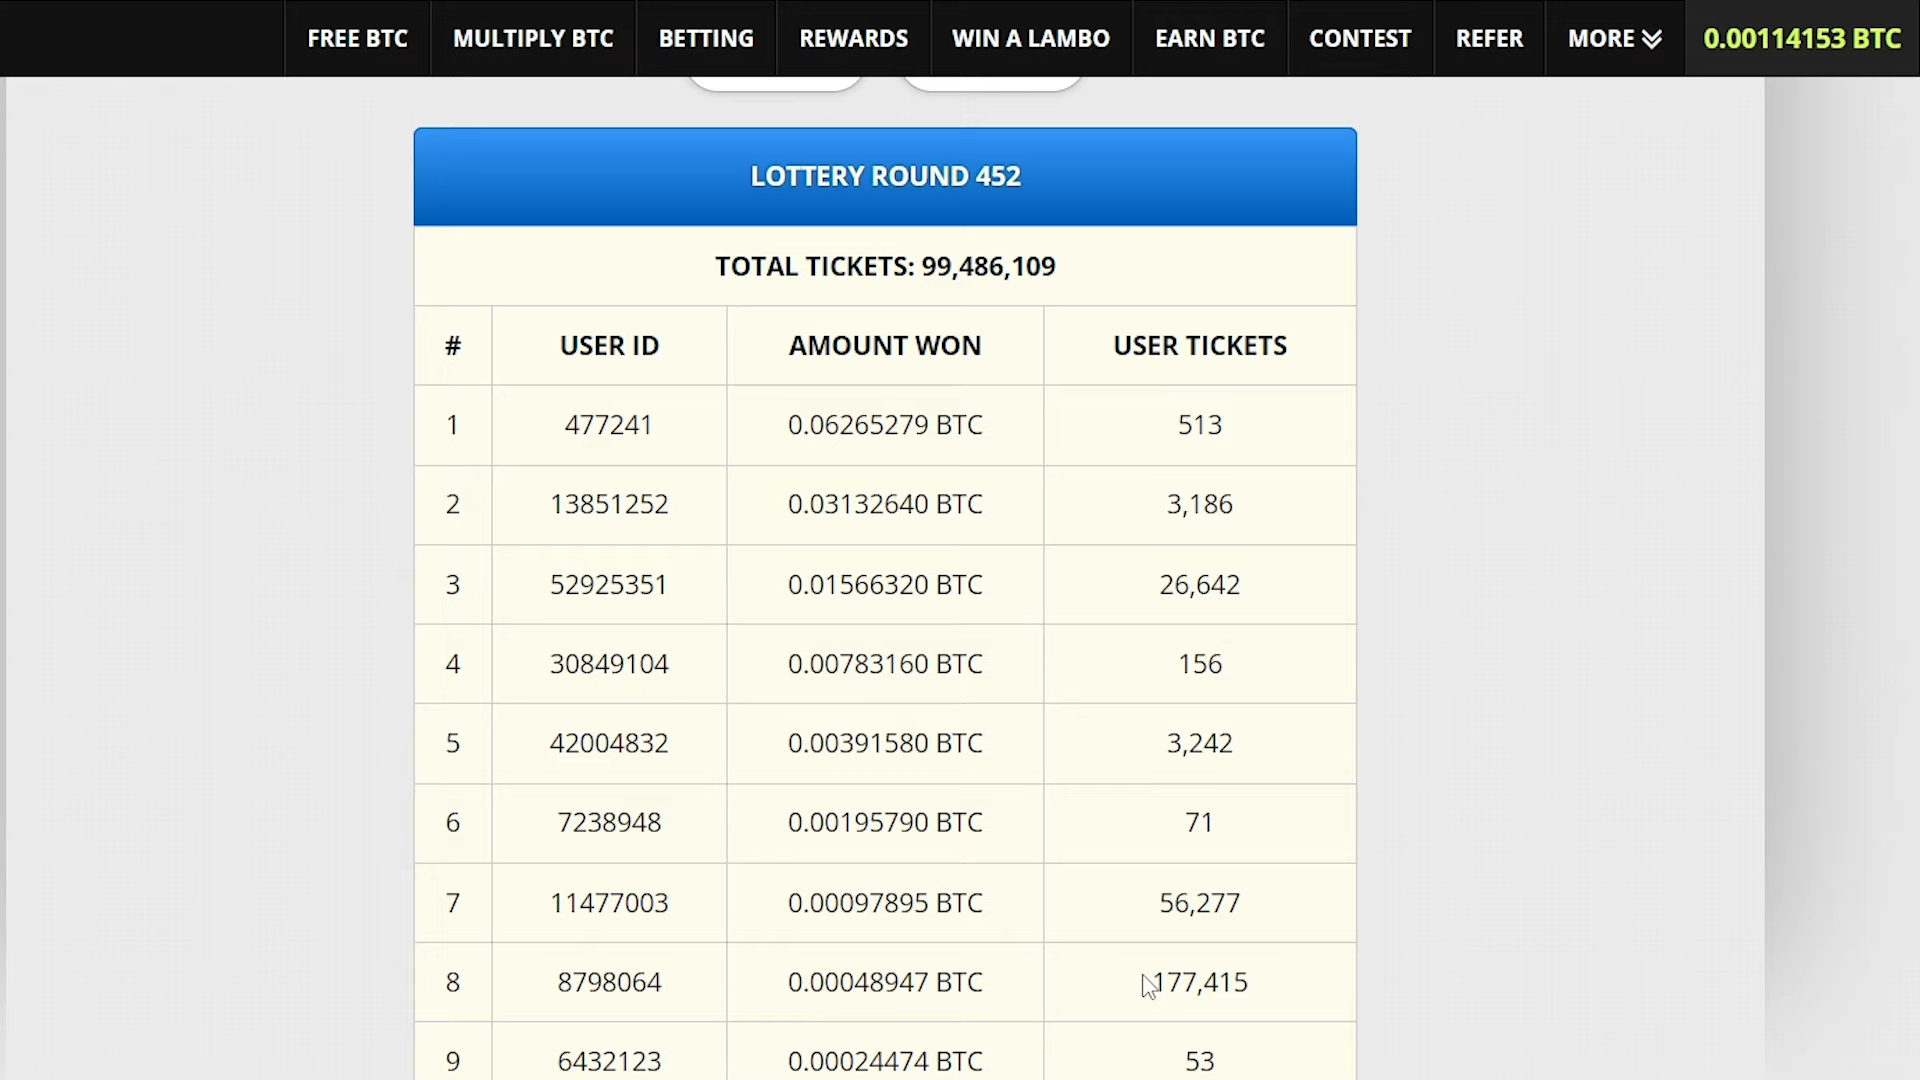 FREE BTC MULTIPLY BTC BETTING REWARDS WIN A LAMBO EARN BTC CONTEST REFER MORE 0.00114153 BTC
LOTTERY ROUND 452
TOTAL TICKETS: 99,486,109
# USER ID AMOUNT WON USER TICKETS
1 477241 0.06265279 BTC 513
2 13851252 0.03132640 BTC 3,186
3 52925351 0.01566320 BTC 26,642
4 30849104 0.00783160 BTC 156
5 42004832 0.00391580 BTC 3,242
6 7238948 0.00195790 BTC 71
7 11477003 0.00097895 BTC 56,277
8 8798064 0.00048947 BTC 177,415
9 6432123 0.00024474 BTC 53